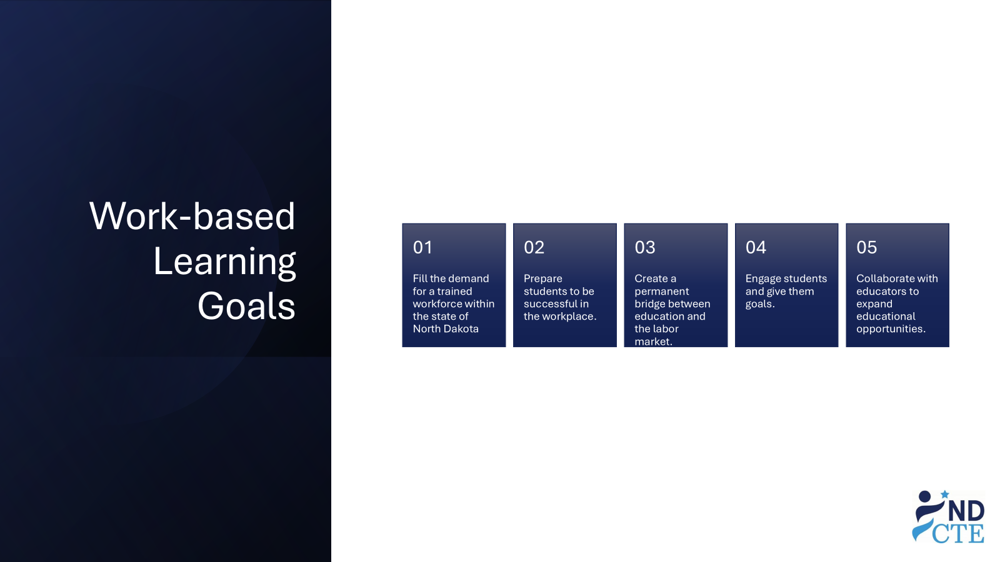 Work-based
Learning
Goals
01
Fill the demand
for a trained
workforce within
the state of
North Dakota
02
Prepare
students to be
successful in
the workplace.
03
Create a
permanent
bridge between
education and
the labor
market.
04
Engage students
and give them
goals.
05
Collaborate with
educators to
expand
educational
opportunities.
ND
CTE